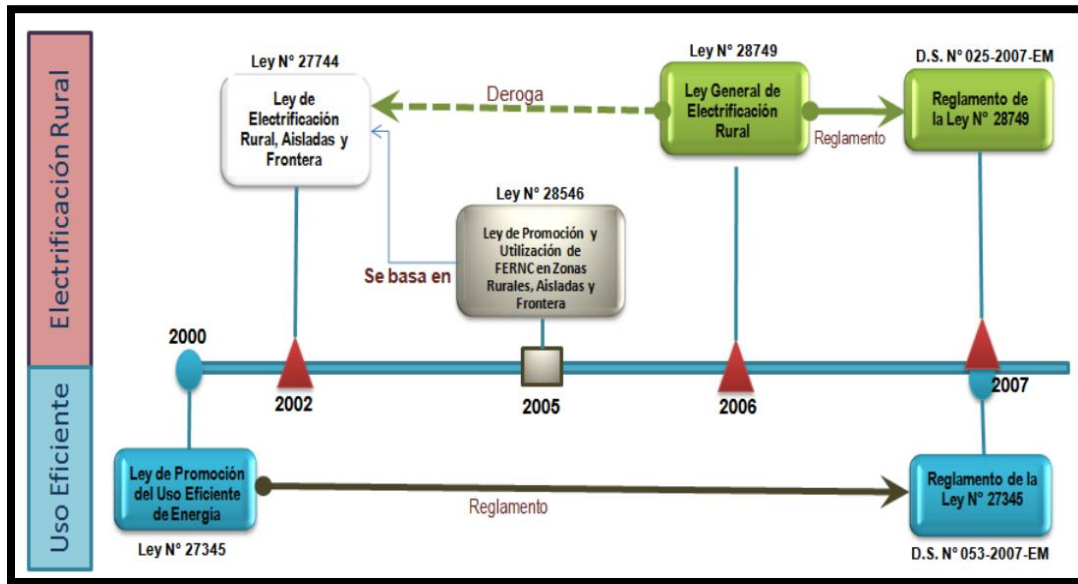 Electrificación Rural
Uso Eficiente
Ley N° 27744
Ley de
Electrificación
Rural, Aisladas y
Frontera
Deroga
Ley N° 28749
Ley General de
Electrificación
Rural
Reglamento
D.S. N° 025-2007-EM
Reglamento de
la Ley N° 28749
Ley N° 28546
Ley de Promoción y
Utilización de
FERNC en Zonas
Rurales, Aisladas y
Frontera
Se basa en
2000
2002
2005
2006
2007
Ley de Promoción
del Uso Eficiente
de Energía
Ley N° 27345
Reglamento
Reglamento de la
Ley N° 27345
D.S. N° 053-2007-EM